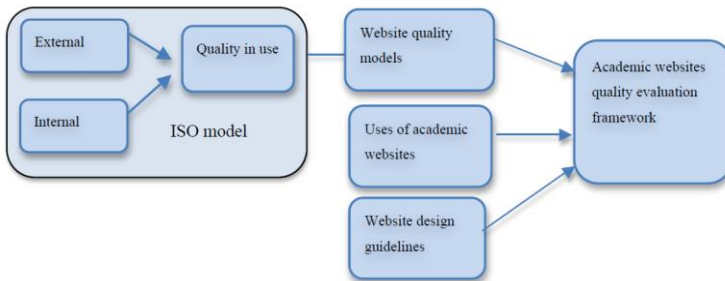 External
Internal
Quality in use
ISO model
Website quality
models
Uses of academic
websites
Website design
guidelines
Academic websites
quality evaluation
framework